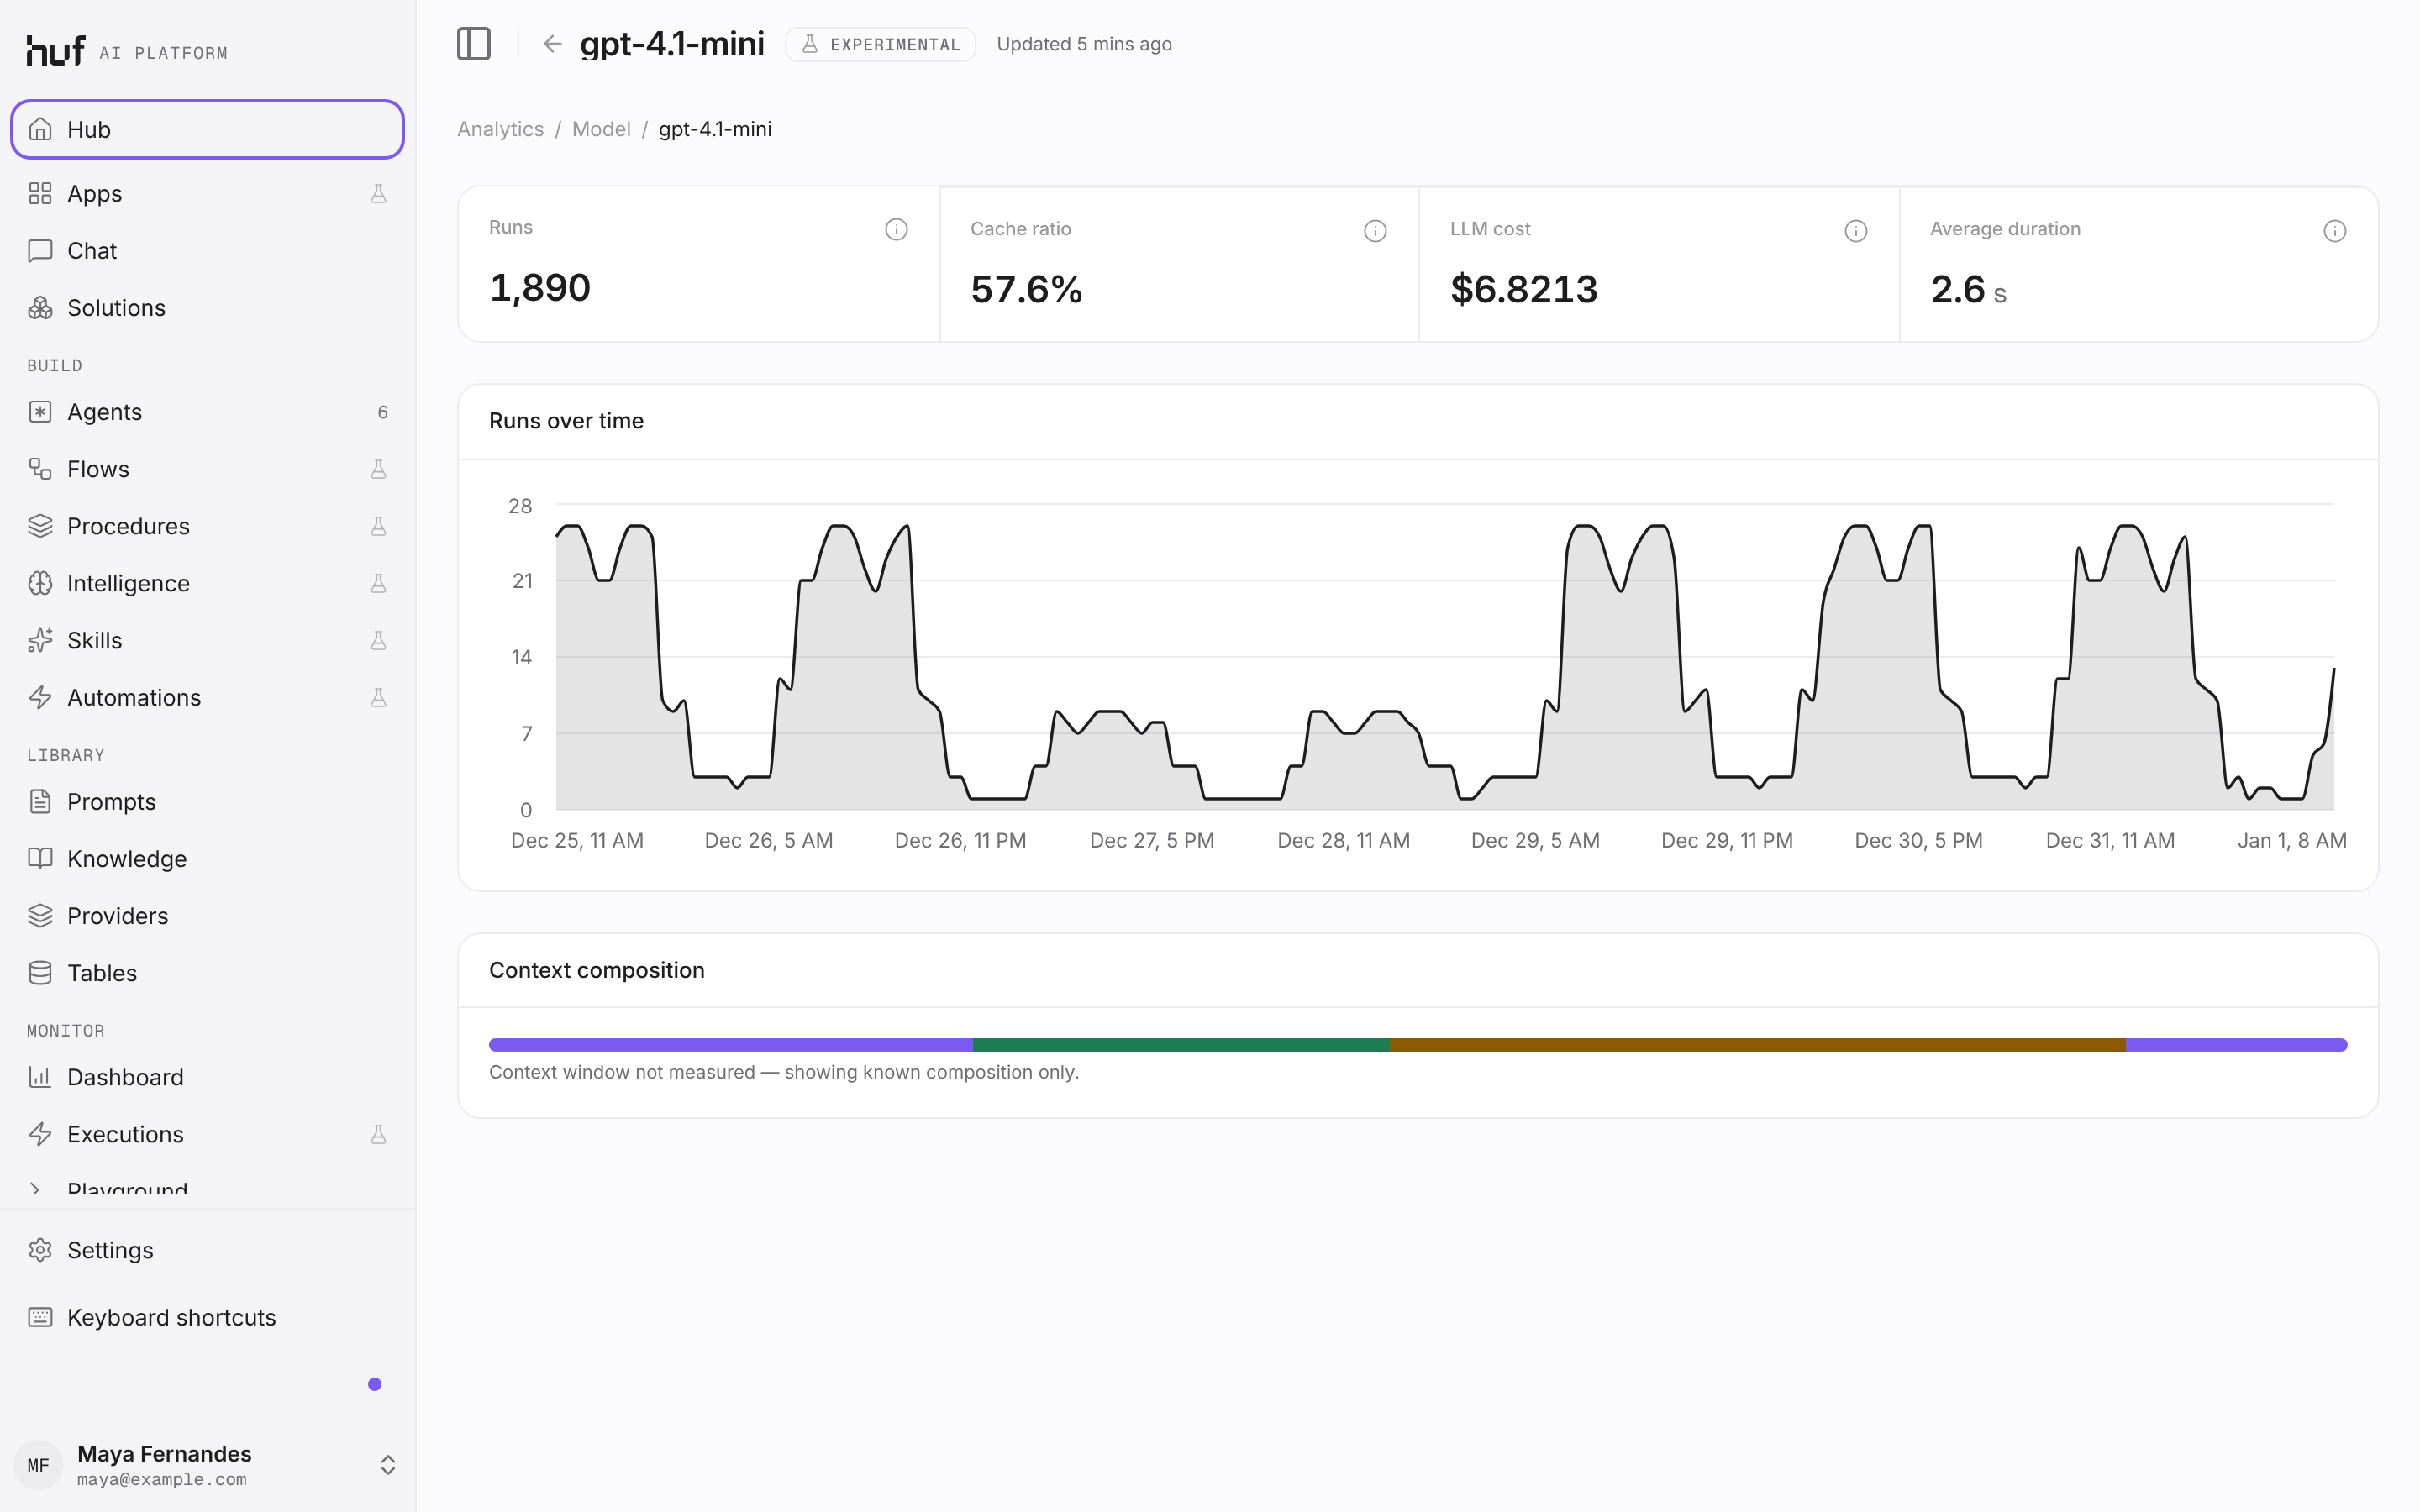 huf AI PLATFORM
Hub
Apps
Chat
Solutions
BUILD
Agents 6
Flows
Procedures
Intelligence
Skills
Automations
LIBRARY
Prompts
Knowledge
Providers
Tables
MONITOR
Dashboard
Executions
Playground
Settings
Keyboard shortcuts
MF
Maya Fernandes
maya@example.com
gpt-4.1-mini EXPERIMENTAL Updated 5 mins ago
Analytics / Model / gpt-4.1-mini
Runs
1,890
Cache ratio
57.6%
LLM cost
$6.8213
Average duration
2.6 s
Runs over time
28
21
14
7
0
Dec 25, 11 AM Dec 26, 5 AM Dec 26, 11 PM Dec 27, 5 PM Dec 28, 11 AM Dec 29, 5 AM Dec 29, 11 PM Dec 30, 5 PM Dec 31, 11 AM Jan 1, 8 AM
Context composition
Context window not measured — showing known composition only.